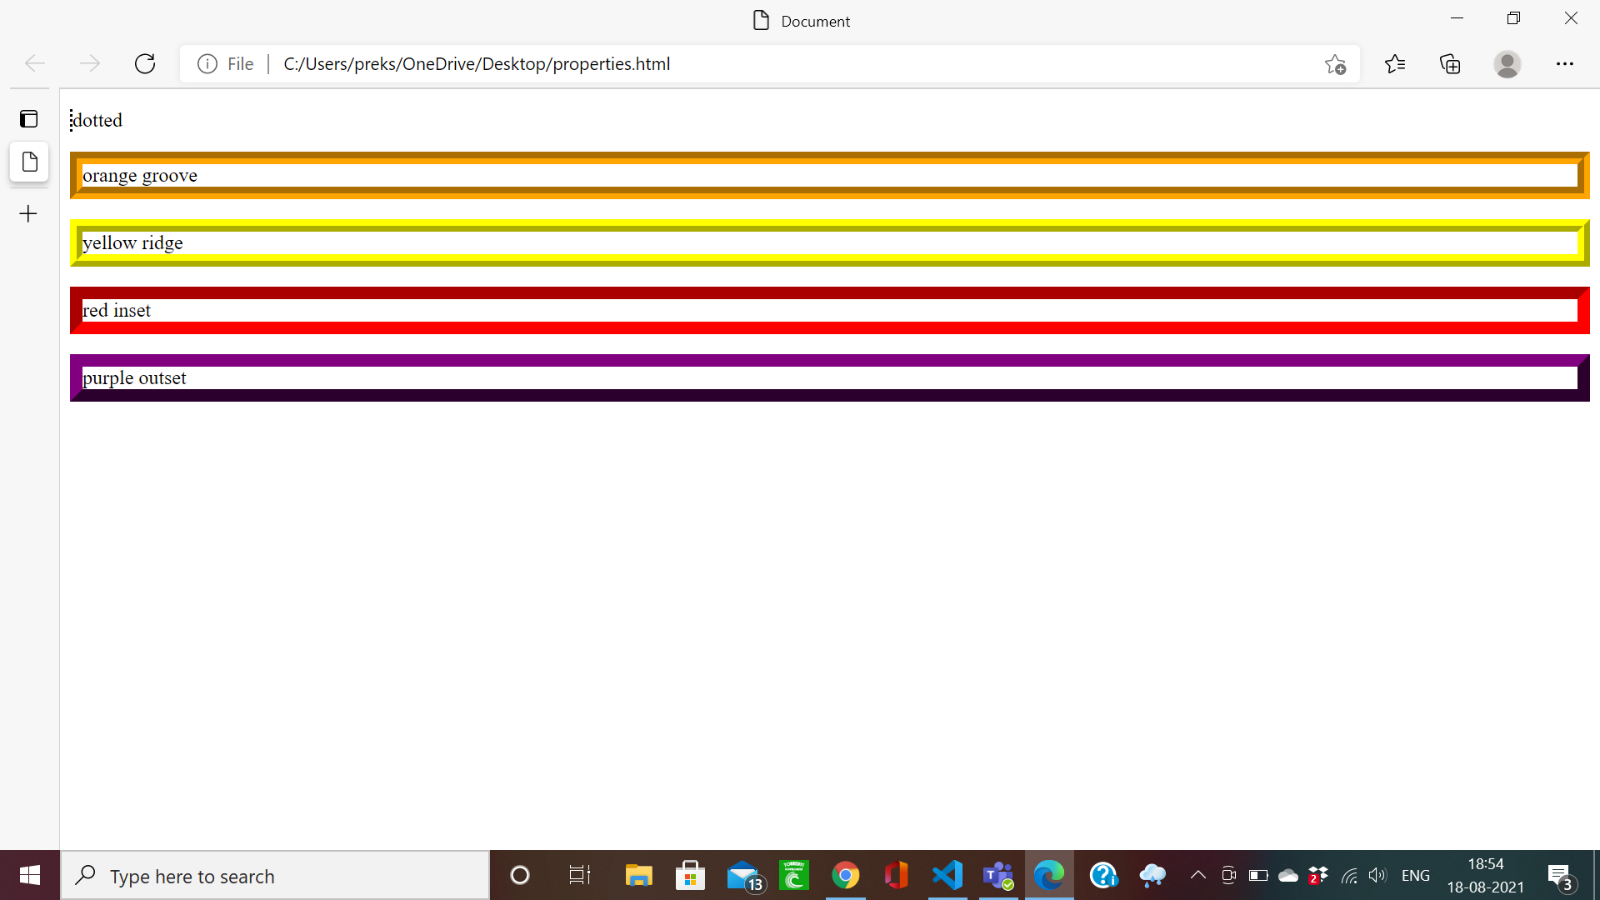 Document
File
C:/Users/preks/OneDrive/Desktop/properties.html
dotted
orange groove
yellow ridge
red inset
purple outset
Type here to search
13
T
2
ENG
18:54
18-08-2021
3